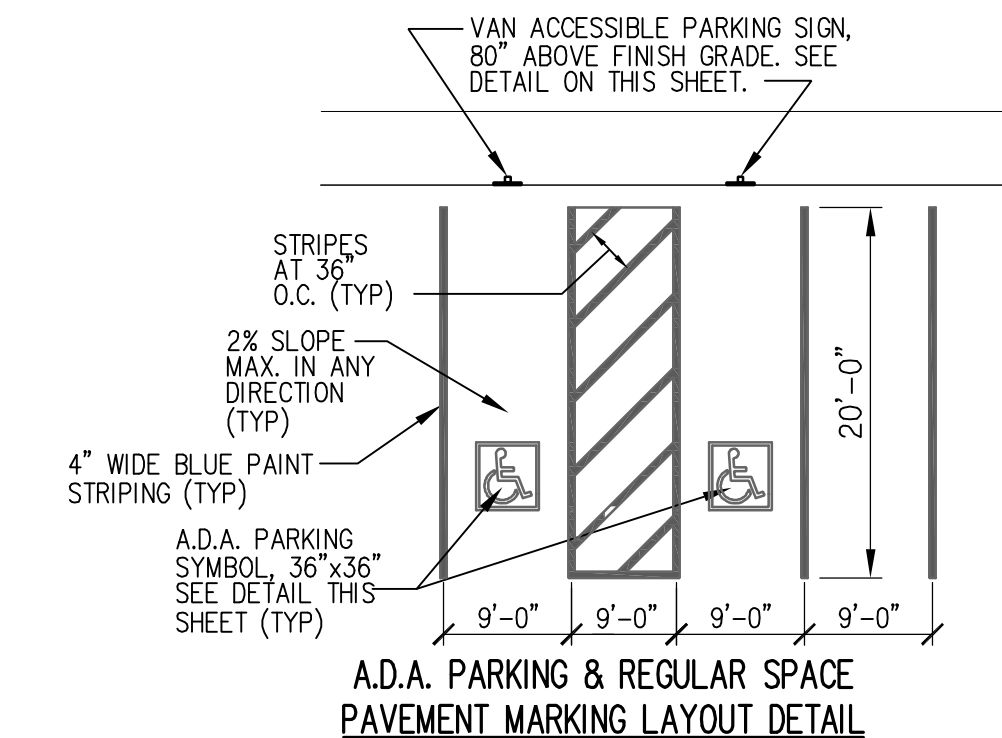 VAN ACCESSIBLE PARKING SIGN,
80" ABOVE FINISH GRADE. SEE
DETAIL ON THIS SHEET.
STRIPES
AT 36"
O.C. (TYP)
2% SLOPE
MAX. IN ANY
DIRECTION
(TYP)
20'-0"
4" WIDE BLUE PAINT
STRIPING (TYP)
A.D.A. PARKING
SYMBOL, 36"x36"
SEE DETAIL THIS
SHEET (TYP)
9'-0" 9'-0" 9'-0" 9'-0"
A.D.A. PARKING & REGULAR SPACE
PAVEMENT MARKING LAYOUT DETAIL